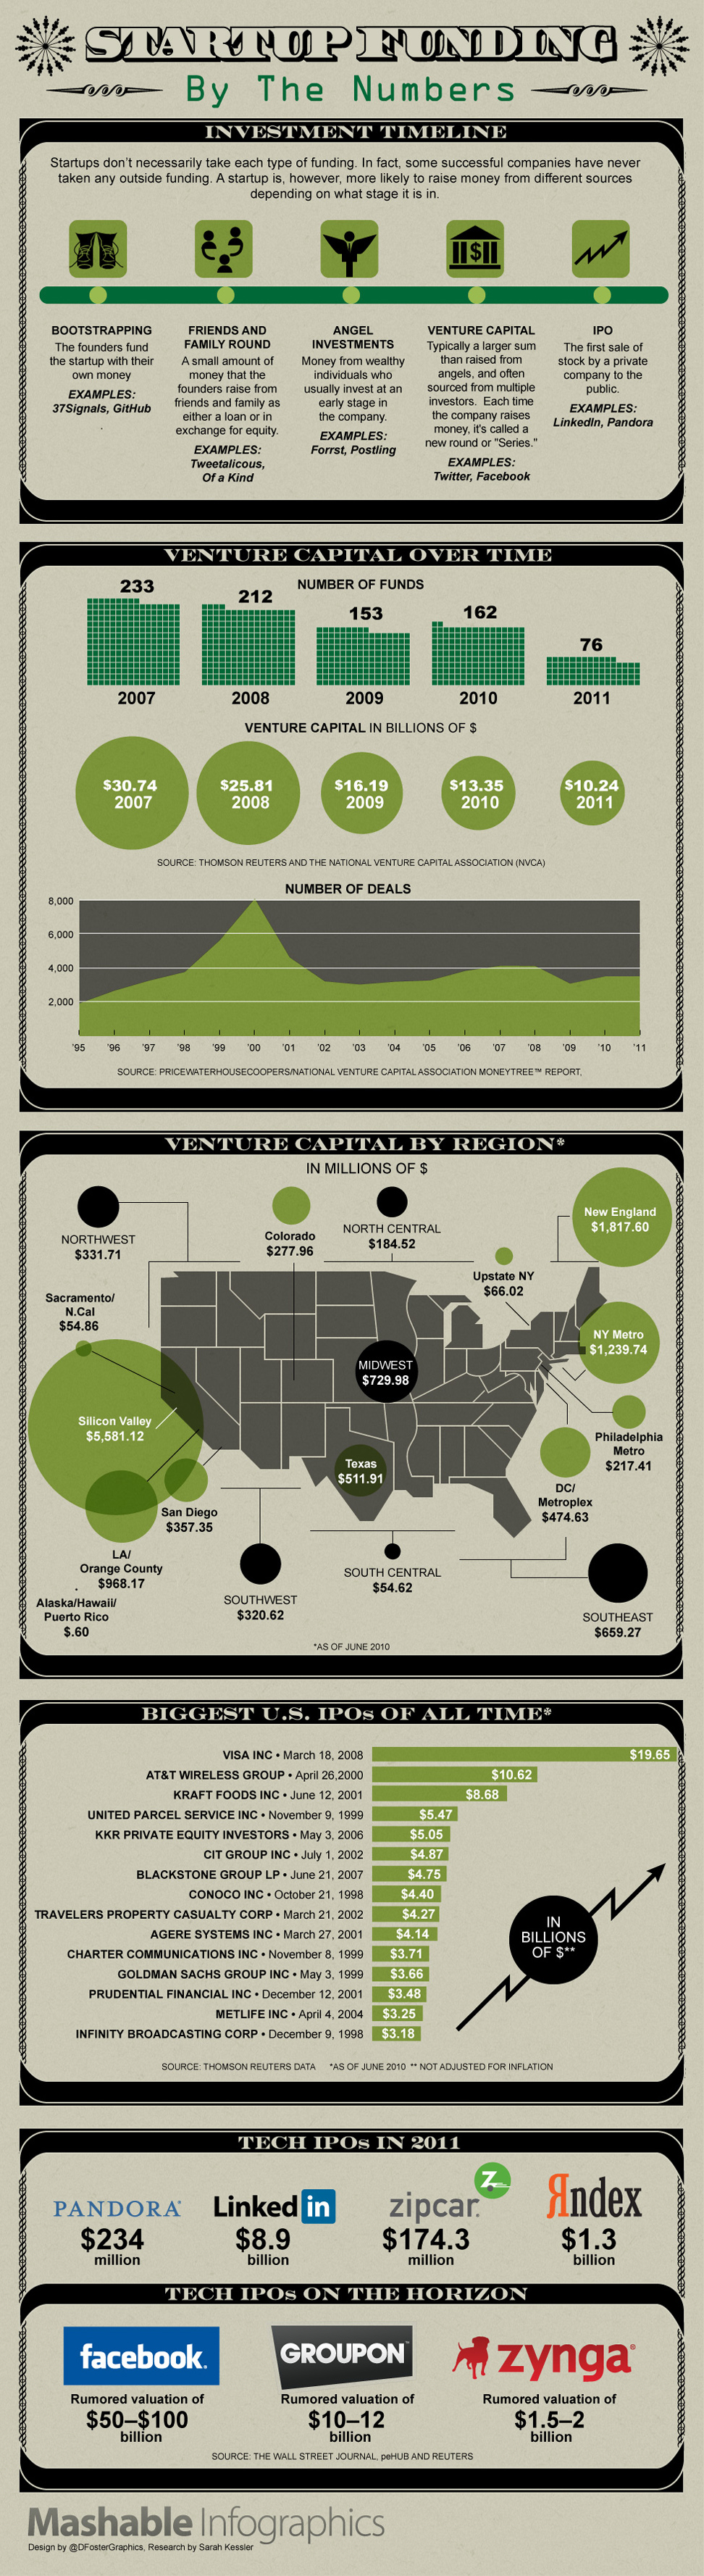 STARTUP FUNDING
By The Numbers
INVESTMENT TIMELINE
Startups don't necessarily take each type of funding. In fact, some successful companies have never
taken any outside funding. A startup is, however, more likely to raise money from different sources
depending on what stage it is in.
BOOTSTRAPPING
The founders fund
the startup with their
own money
EXAMPLES:
37Signals, GitHub
.
FRIENDS AND
FAMILY ROUND
A small amount of
money that the
founders raise from
friends and family as
either a loan or in
exchange for equity.
EXAMPLES:
Tweetalicous,
Of a Kind
ANGEL
INVESTMENTS
Money from wealthy
individuals who
usually invest at an
early stage in
the company.
EXAMPLES:
Forrst, Postling
$
VENTURE CAPITAL
Typically a larger sum
than raised from
angels, and often
sourced from multiple
investors. Each time
the company raises
money, it's called a
new round or "Series."
EXAMPLES:
Twitter, Facebook
IPO
The first sale of
stock by a private
company to the
public.
EXAMPLES:
LinkedIn, Pandora
VENTURE CAPITAL OVER TIME
NUMBER OF FUNDS
233
212
153
162
76
2007
2008
2009
2010
2011
VENTURE CAPITAL IN BILLIONS OF $
$30.74
2007
$25.81
2008
$16.19
2009
$13.35
2010
$10.24
2011
SOURCE: THOMSON REUTERS AND THE NATIONAL VENTURE CAPITAL ASSOCIATION (NVCA)
NUMBER OF DEALS
8,000
6,000
4,000
2,000
'95 '96 '97 '98 '99 '00 '01 '02 '03 '04 '05 '06 '07 '08 '09 '10 '11
SOURCE: PRICEWATERHOUSECOOPERS/NATIONAL VENTURE CAPITAL ASSOCIATION MONEYTREE™ REPORT,
VENTURE CAPITAL BY REGION*
IN MILLIONS OF $
NORTHWEST
$331.71
Colorado
$277.96
NORTH CENTRAL
$184.52
New England
$1,817.60
Upstate NY
$66.02
Sacramento/
N.Cal
$54.86
NY Metro
$1,239.74
MIDWEST
$729.98
Silicon Valley
$5,581.12
Philadelphia
Metro
$217.41
Texas
$511.91
DC/
Metroplex
$474.63
San Diego
$357.35
LA/
Orange County
$968.17
SOUTHWEST
$320.62
SOUTH CENTRAL
$54.62
Alaska/Hawaii/
Puerto Rico
$.60
SOUTHEAST
$659.27
*AS OF JUNE 2010
BIGGEST U.S. IPOs OF ALL TIME*
VISA INC • March 18, 2008 $19.65
AT&T WIRELESS GROUP • April 26,2000 $10.62
KRAFT FOODS INC • June 12, 2001 $8.68
UNITED PARCEL SERVICE INC • November 9, 1999 $5.47
KKR PRIVATE EQUITY INVESTORS • May 3, 2006 $5.05
CIT GROUP INC • July 1, 2002 $4.87
BLACKSTONE GROUP LP • June 21, 2007 $4.75
CONOCO INC • October 21, 1998 $4.40
TRAVELERS PROPERTY CASUALTY CORP • March 21, 2002 $4.27
AGERE SYSTEMS INC • March 27, 2001 $4.14
CHARTER COMMUNICATIONS INC • November 8, 1999 $3.71
GOLDMAN SACHS GROUP INC • May 3, 1999 $3.66
PRUDENTIAL FINANCIAL INC • December 12, 2001 $3.48
METLIFE INC • April 4, 2004 $3.25
INFINITY BROADCASTING CORP • December 9, 1998 $3.18
IN
BILLIONS
OF $**
SOURCE: THOMSON REUTERS DATA *AS OF JUNE 2010 ** NOT ADJUSTED FOR INFLATION
TECH IPOs IN 2011
PANDORA®
$234
million
Linked in
$8.9
billion
zipcar. Z
$174.3
million
Яndex
$1.3
billion
TECH IPOs ON THE HORIZON
facebook.
Rumored valuation of
$50–$100
billion
GROUPON™
Rumored valuation of
$10–12
billion
zynga®
Rumored valuation of
$1.5–2
billion
SOURCE: THE WALL STREET JOURNAL, peHUB AND REUTERS
Mashable Infographics
Design by @DFosterGraphics, Research by Sarah Kessler